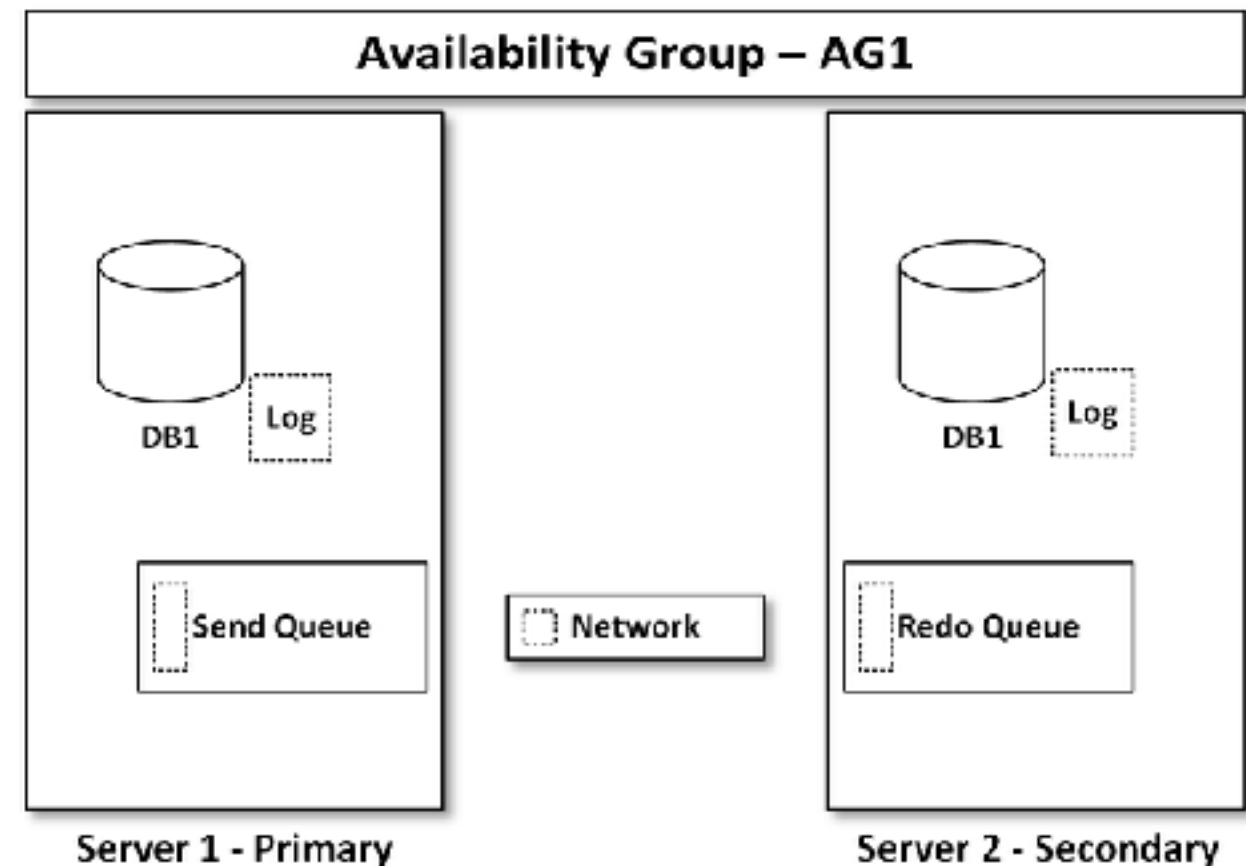 Availability Group – AG1
DB1
Log
Send Queue
Server 1 - Primary
Network
DB1
Log
Redo Queue
Server 2 - Secondary